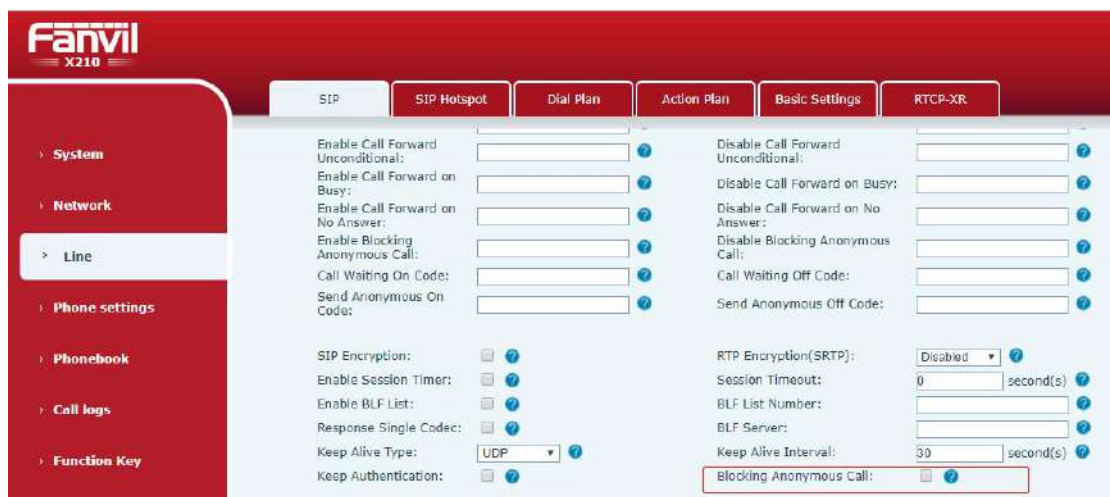 Fanvil
X210
SIP
SIP Hotspot
Dial Plan
Action Plan
Basic Settings
RTCP-XR
› System
› Network
> Line
› Phone settings
› Phonebook
› Call logs
› Function Key
Enable Call Forward
Unconditional:
Disable Call Forward
Unconditional:
Enable Call Forward on
Busy:
Disable Call Forward on Busy:
Enable Call Forward on
No Answer:
Disable Call Forward on No
Answer:
Enable Blocking
Anonymous Call:
Disable Blocking Anonymous
Call:
Call Waiting On Code:
Call Waiting Off Code:
Send Anonymous On
Code:
Send Anonymous Off Code:
SIP Encryption:
RTP Encryption(SRTP): Disabled
Enable Session Timer:
Session Timeout: 0 second(s)
Enable BLF List:
BLF List Number:
Response Single Codec:
BLF Server:
Keep Alive Type: UDP
Keep Alive Interval: 30 second(s)
Keep Authentication:
Blocking Anonymous Call: